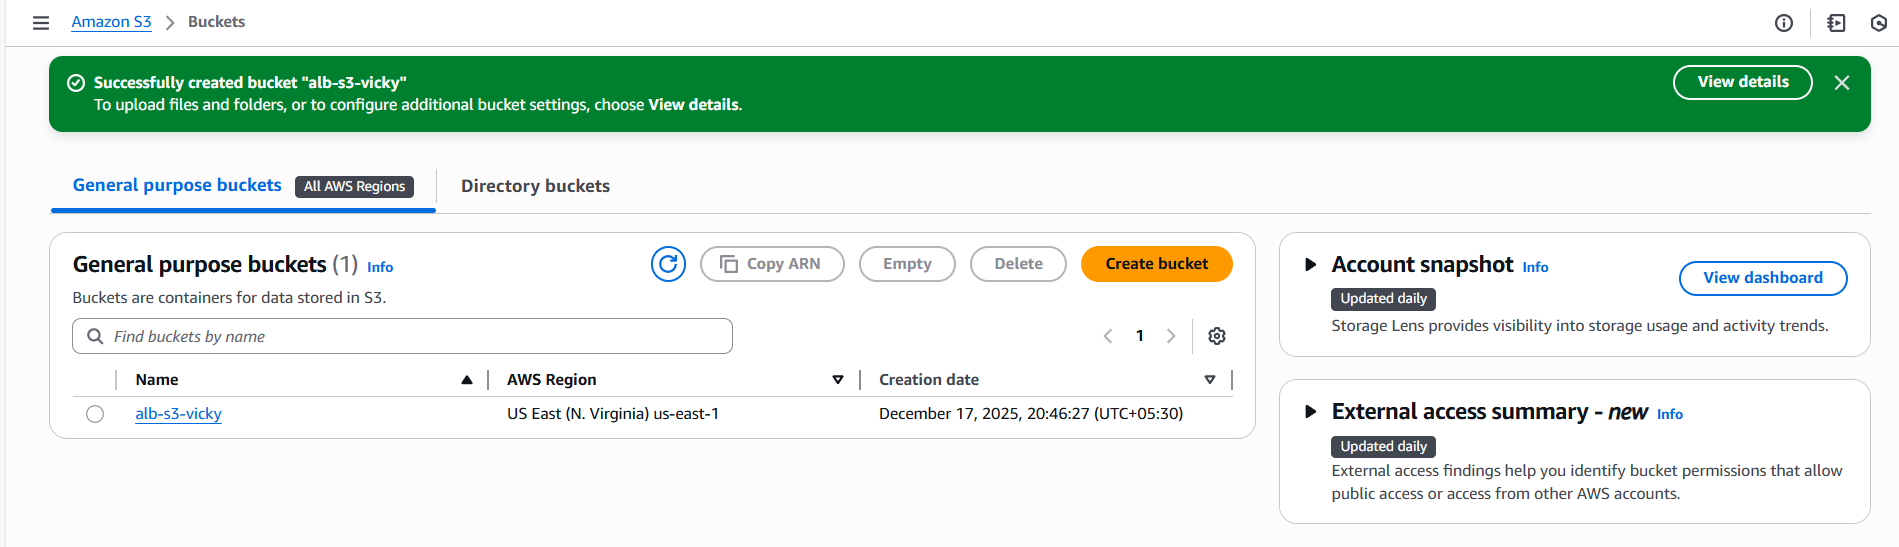 Amazon S3 > Buckets
Successfully created bucket "alb-s3-vicky"
To upload files and folders, or to configure additional bucket settings, choose View details.
View details
General purpose buckets All AWS Regions Directory buckets
General purpose buckets (1) Info
Copy ARN Empty Delete Create bucket
Buckets are containers for data stored in S3.
Find buckets by name
1
Name AWS Region Creation date
alb-s3-vicky US East (N. Virginia) us-east-1 December 17, 2025, 20:46:27 (UTC+05:30)
Account snapshot Info
View dashboard
Updated daily
Storage Lens provides visibility into storage usage and activity trends.
External access summary - new Info
Updated daily
External access findings help you identify bucket permissions that allow
public access or access from other AWS accounts.